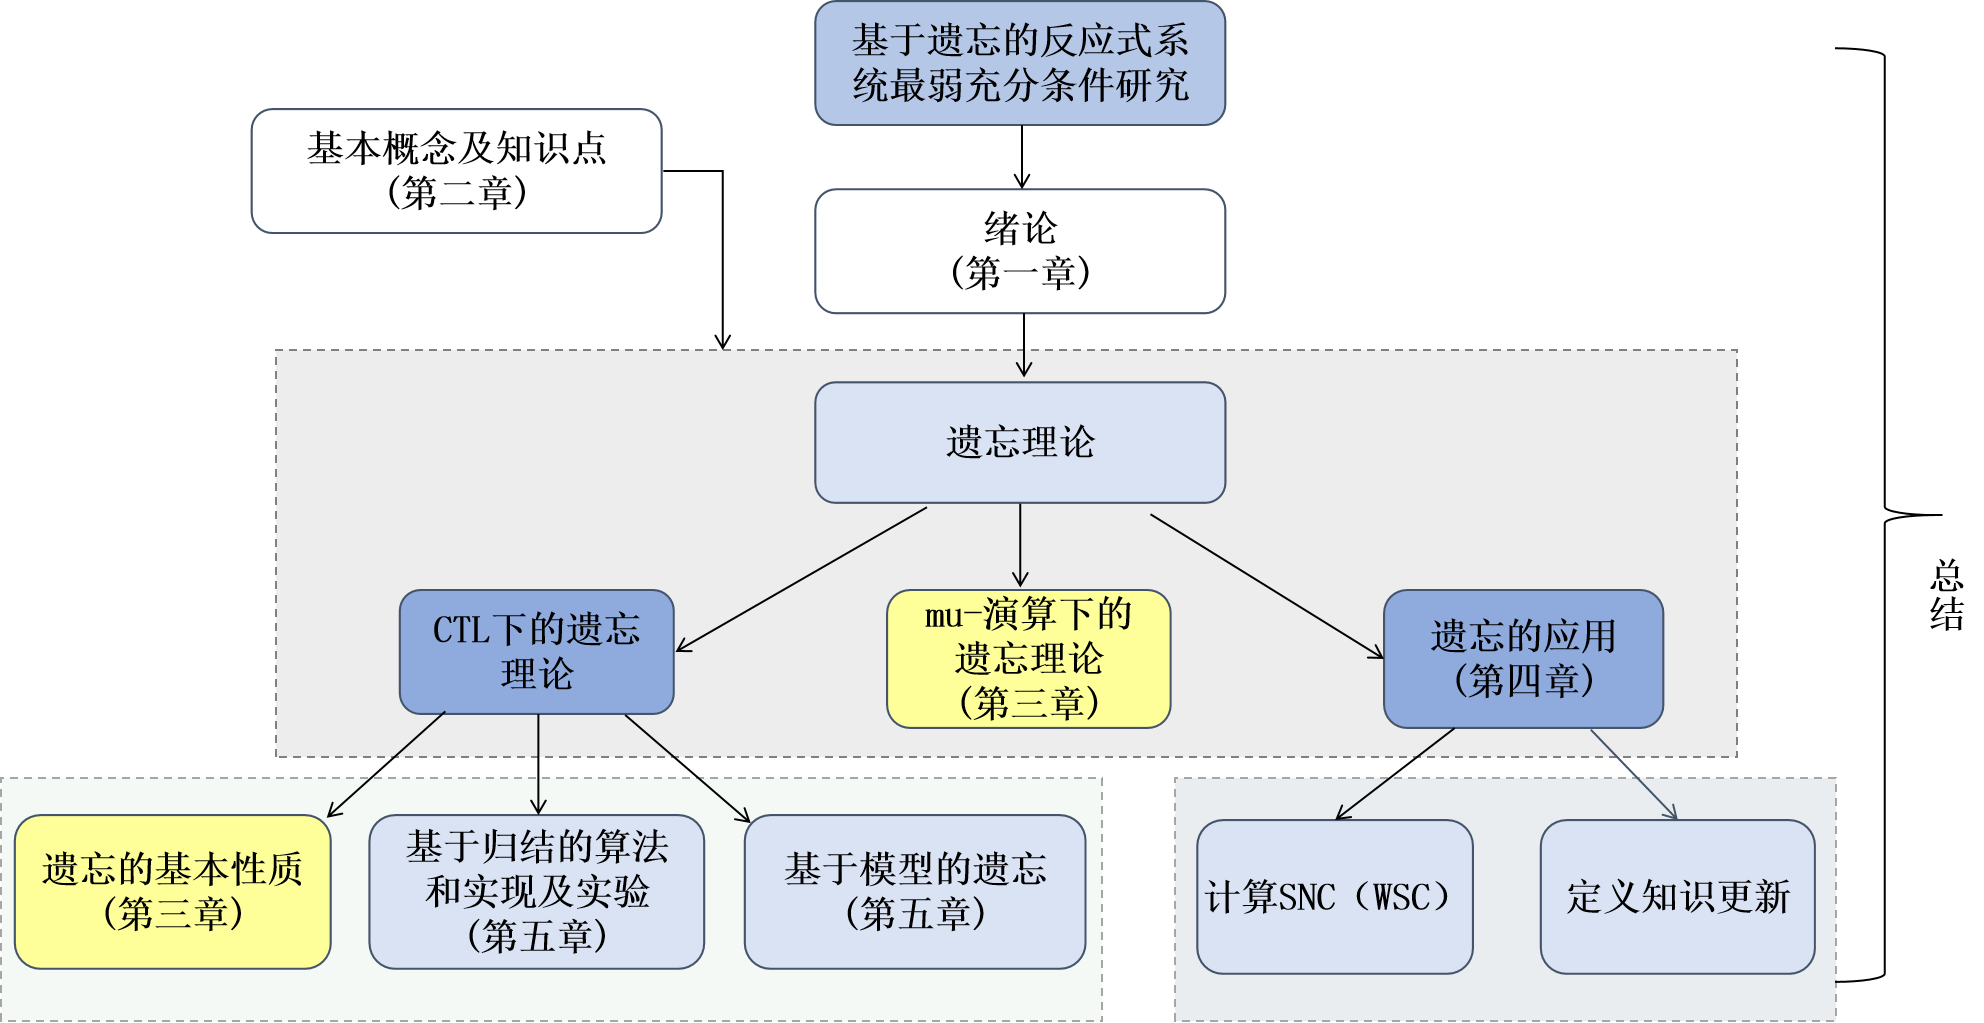 基于遗忘的反应式系
统最弱充分条件研究
基本概念及知识点
(第二章)
绪论
(第一章)
遗忘理论
CTL下的遗忘
理论
mu-演算下的
遗忘理论
(第三章)
遗忘的应用
(第四章)
总
结
遗忘的基本性质
(第三章)
基于归结的算法
和实现及实验
(第五章)
基于模型的遗忘
(第五章)
计算SNC（WSC）
定义知识更新